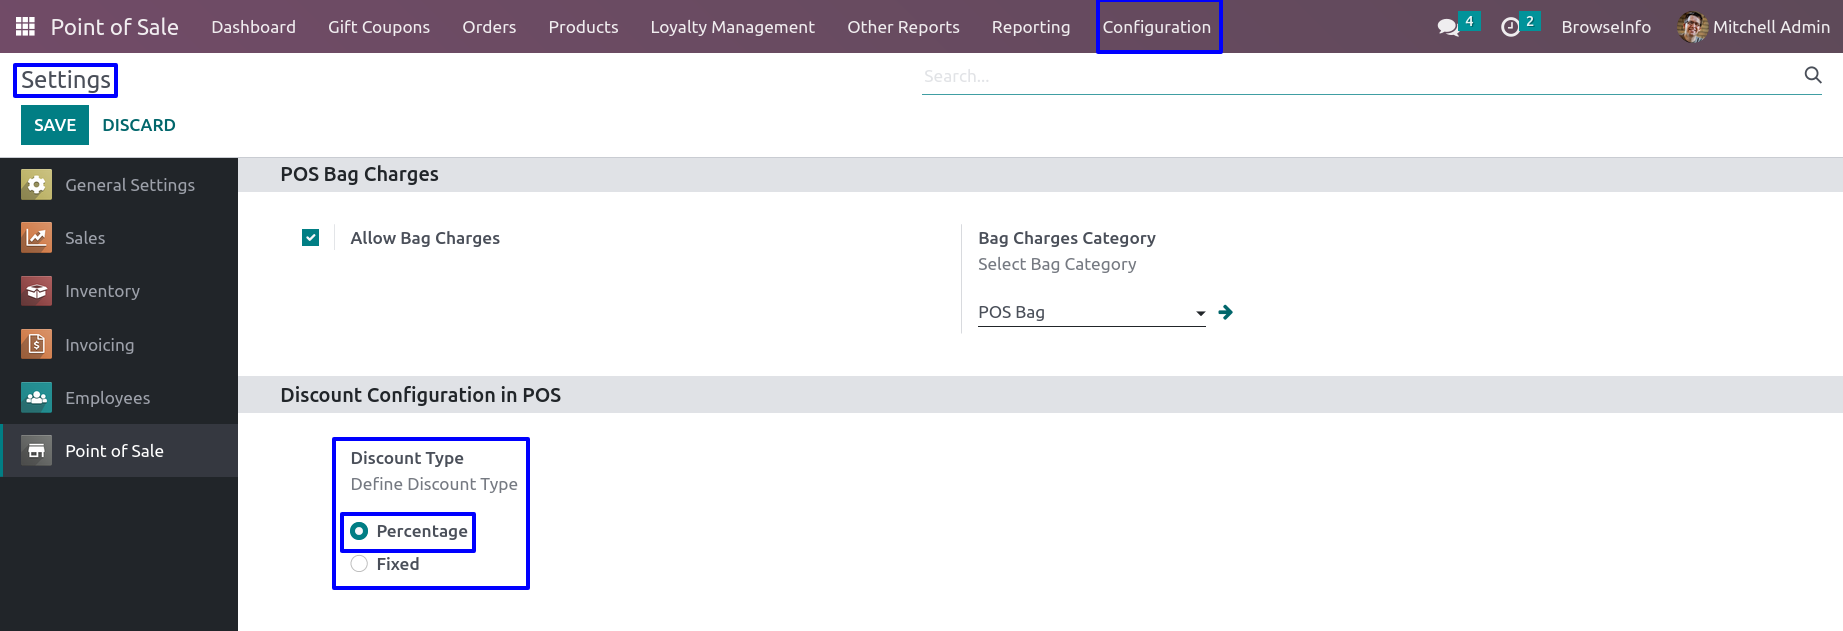 Point of Sale Dashboard Gift Coupons Orders Products Loyalty Management Other Reports Reporting Configuration 4 2 BrowseInfo Mitchell Admin
Settings Search...
SAVE DISCARD
General Settings
Sales
Inventory
Invoicing
Employees
Point of Sale
POS Bag Charges
Allow Bag Charges
Bag Charges Category
Select Bag Category
POS Bag
Discount Configuration in POS
Discount Type
Define Discount Type
Percentage
Fixed